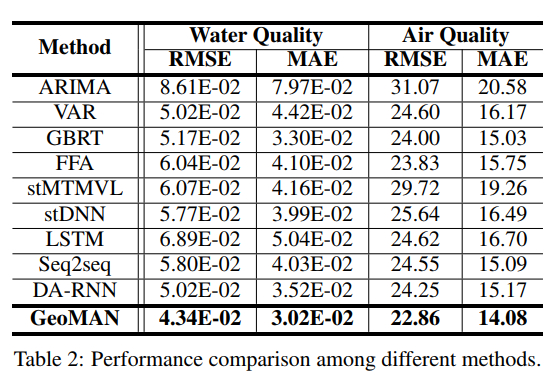 Method Water Quality Air Quality
RMSE MAE RMSE MAE
ARIMA 8.61E-02 7.97E-02 31.07 20.58
VAR 5.02E-02 4.42E-02 24.60 16.17
GBRT 5.17E-02 3.30E-02 24.00 15.03
FFA 6.04E-02 4.10E-02 23.83 15.75
stMTMVL 6.07E-02 4.16E-02 29.72 19.26
stDNN 5.77E-02 3.99E-02 25.64 16.49
LSTM 6.89E-02 5.04E-02 24.62 16.70
Seq2seq 5.80E-02 4.03E-02 24.55 15.09
DA-RNN 5.02E-02 3.52E-02 24.25 15.17
GeoMAN 4.34E-02 3.02E-02 22.86 14.08
Table 2: Performance comparison among different methods.